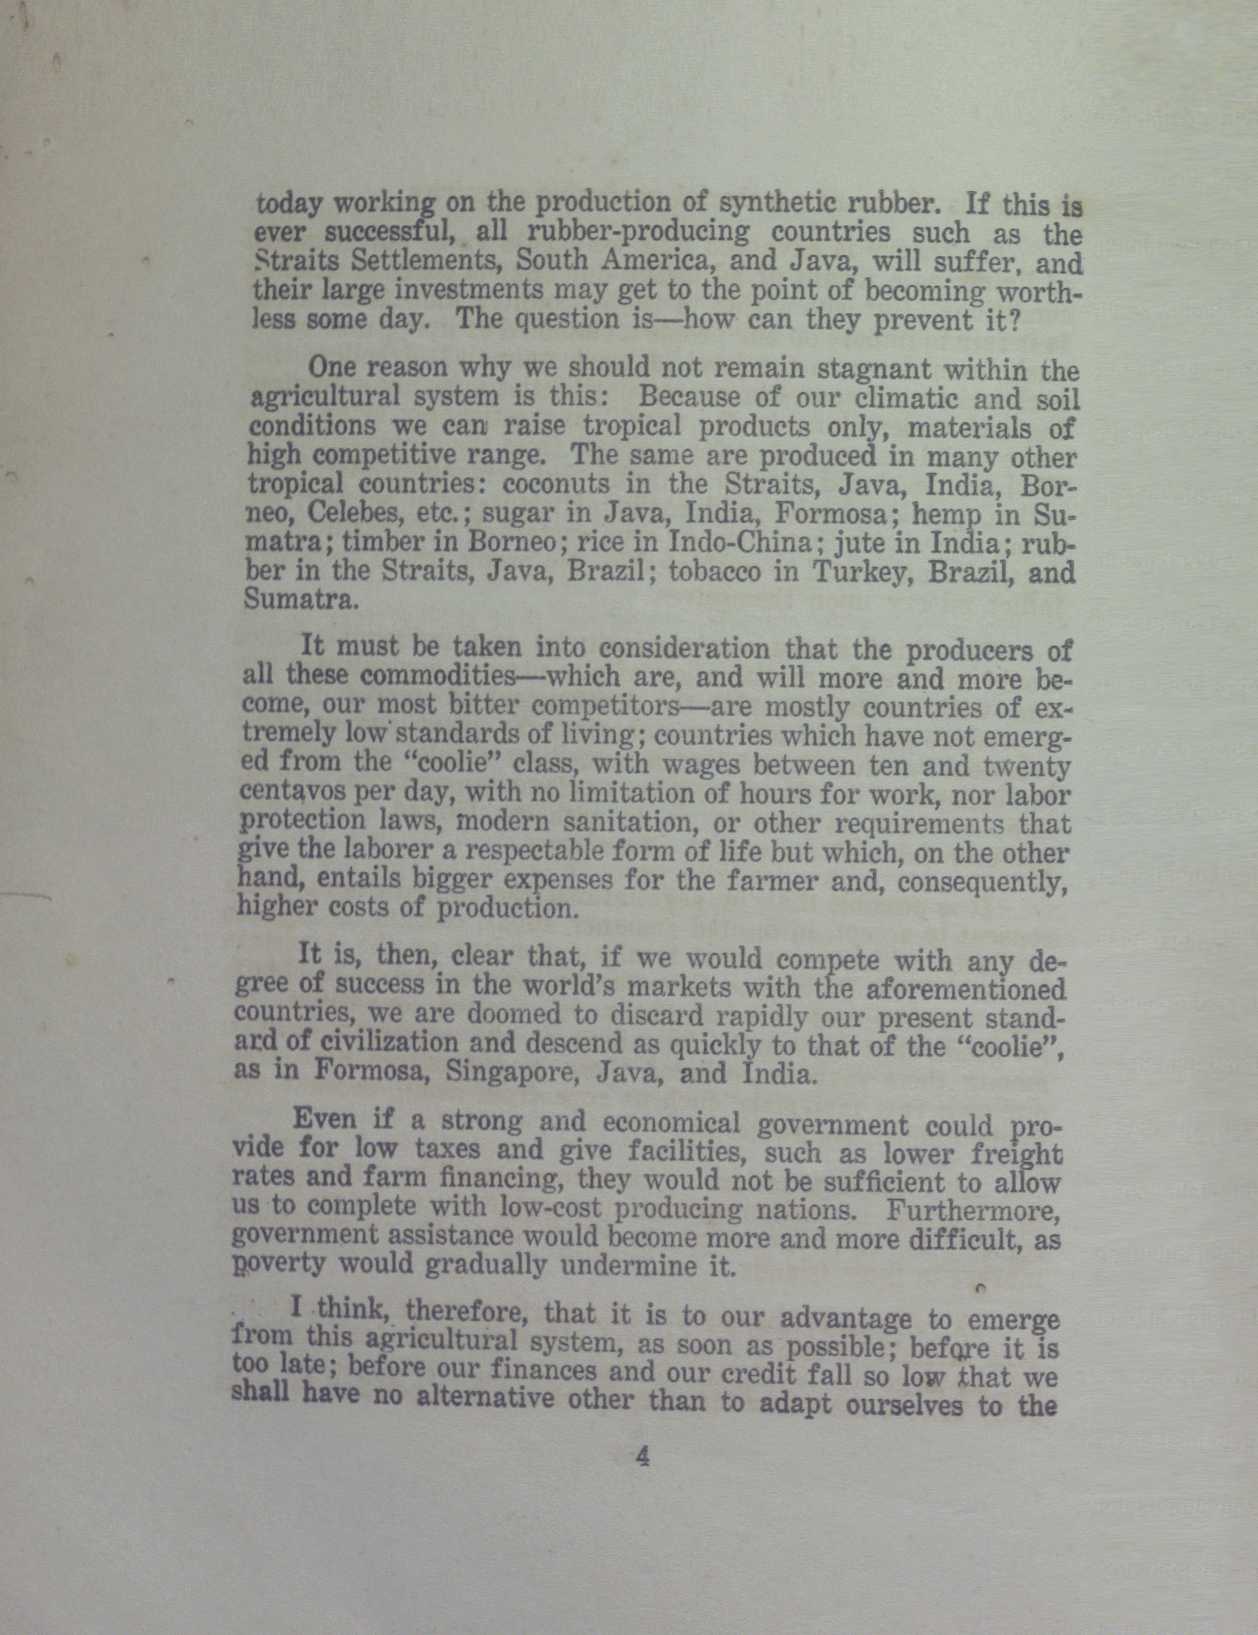 today working on the production of synthetic rubber. If this is
ever successful, all rubber-producing countries such as the
Straits Settlements, South America, and Java, will suffer, and
their large investments may get to the point of becoming worth-
less some day. The question is—how can they prevent it?
One reason why we should not remain stagnant within the
agricultural system is this: Because of our climatic and soil
conditions we can raise tropical products only, materials of
high competitive range. The same are produced in many other
tropical countries: coconuts in the Straits, Java, India, Bor-
neo, Celebes, etc.; sugar in Java, India, Formosa; hemp in Su-
matra; timber in Borneo; rice in Indo-China; jute in India; rub-
ber in the Straits, Java, Brazil; tobacco in Turkey, Brazil, and
Sumatra.
It must be taken into consideration that the producers of
all these commodities—which are, and will more and more be-
come, our most bitter competitors—are mostly countries of ex-
tremely low standards of living; countries which have not emerg-
ed from the “coolie” class, with wages between ten and twenty
centavos per day, with no limitation of hours for work, nor labor
protection laws, modern sanitation, or other requirements that
give the laborer a respectable form of life but which, on the other
hand, entails bigger expenses for the farmer and, consequently,
higher costs of production.
It is, then, clear that, if we would compete with any de-
gree of success in the world's markets with the aforementioned
countries, we are doomed to discard rapidly our present stand-
ard of civilization and descend as quickly to that of the “coolie”,
as in Formosa, Singapore, Java, and India.
Even if a strong and economical government could pro-
vide for low taxes and give facilities, such as lower freight
rates and farm financing, they would not be sufficient to allow
us to complete with low-cost producing nations. Furthermore,
government assistance would become more and more difficult, as
poverty would gradually undermine it.
I think, therefore, that it is to our advantage to emerge
from this agricultural system, as soon as possible; before it is
too late; before our finances and our credit fall so low that we
shall have no alternative other than to adapt ourselves to the
4